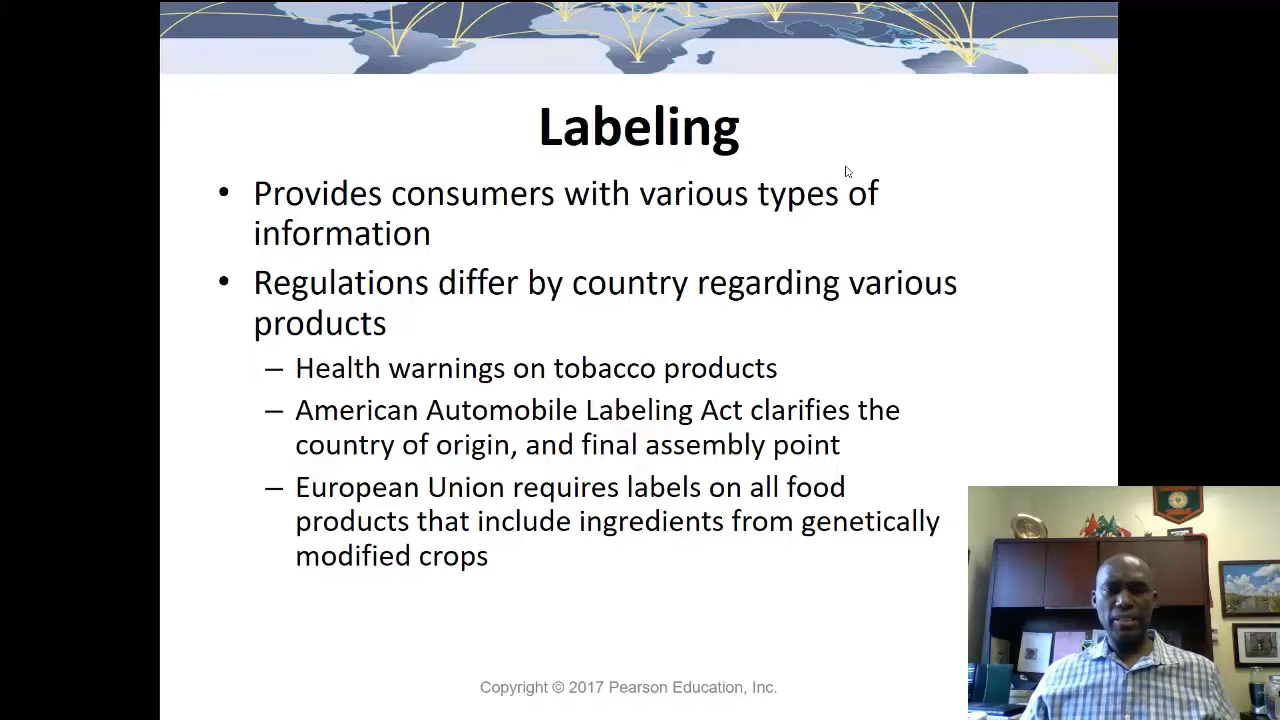 Labeling
• Provides consumers with various types of
information
• Regulations differ by country regarding various
products
– Health warnings on tobacco products
– American Automobile Labeling Act clarifies the
country of origin, and final assembly point
– European Union requires labels on all food
products that include ingredients from genetically
modified crops
Copyright © 2017 Pearson Education, Inc.